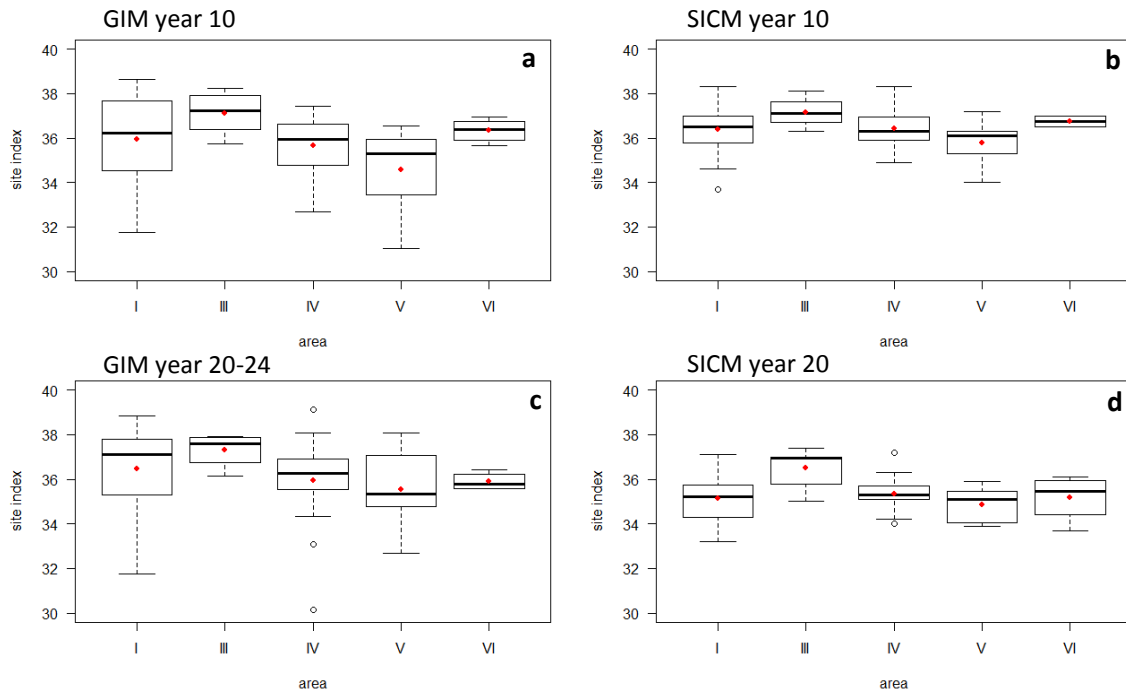 GIM year 10
a
site index
40
38
36
34
32
30
I III IV V VI
area
SICM year 10
b
site index
40
38
36
34
32
30
I III IV V VI
area
GIM year 20-24
c
site index
40
38
36
34
32
30
I III IV V VI
area
SICM year 20
d
site index
40
38
36
34
32
30
I III IV V VI
area